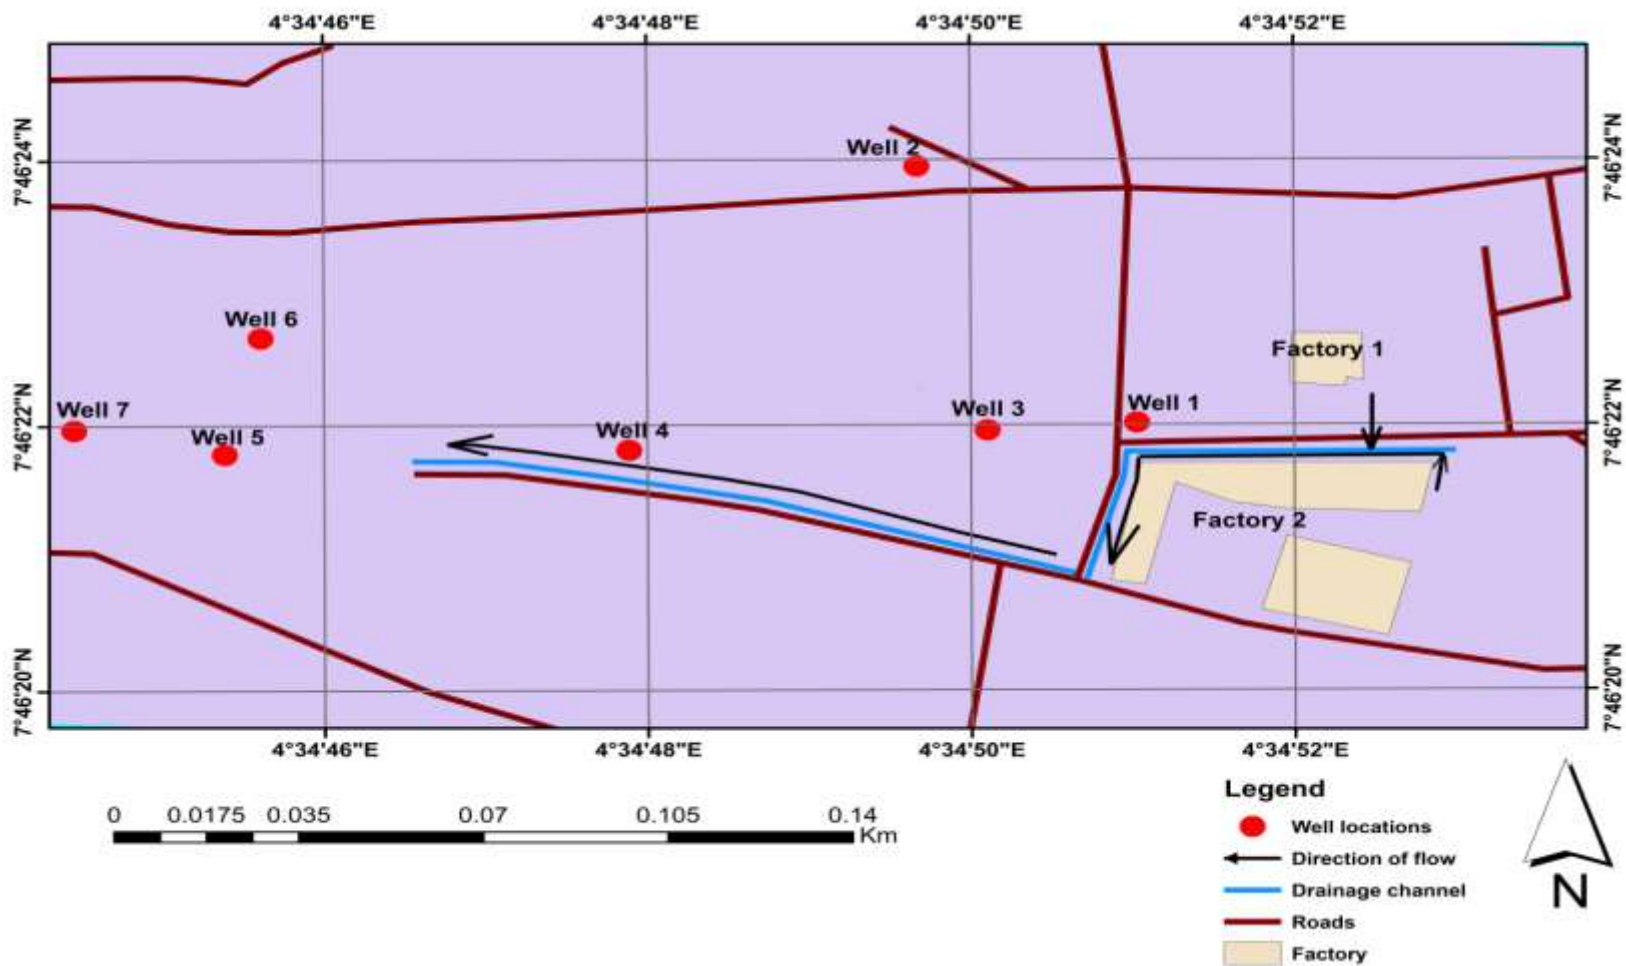 4°34'46"E 4°34'48"E 4°34'50"E 4°34'52"E
7°46'24"N 7°46'24"N
Well 2
Well 6
Factory 1
Well 7 Well 3 Well 1
7°46'22"N 7°46'22"N
Well 5 Well 4
Factory 2
7°46'20"N 7°46'20"N
4°34'46"E 4°34'48"E 4°34'50"E 4°34'52"E
0 0.0175 0.035 0.07 0.105 0.14
Km
Legend
Well locations
Direction of flow
Drainage channel
Roads
Factory
N